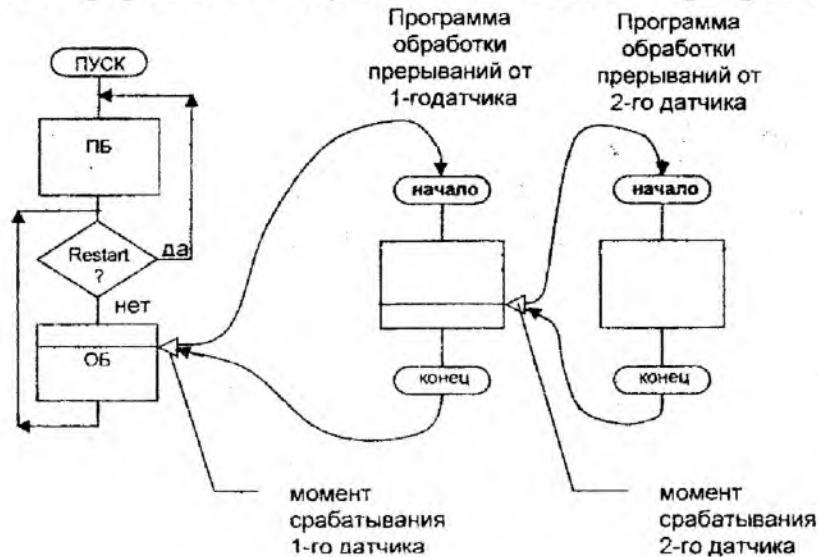 Программа
обработки
прерываний от
1-годатчика
Программа
обработки
прерываний от
2-го датчика
ПУСК
ПБ
Restart
?
да
нет
ОБ
начало
конец
начало
конец
момент
срабатывания
1-го датчика
момент
срабатывания
2-го датчика